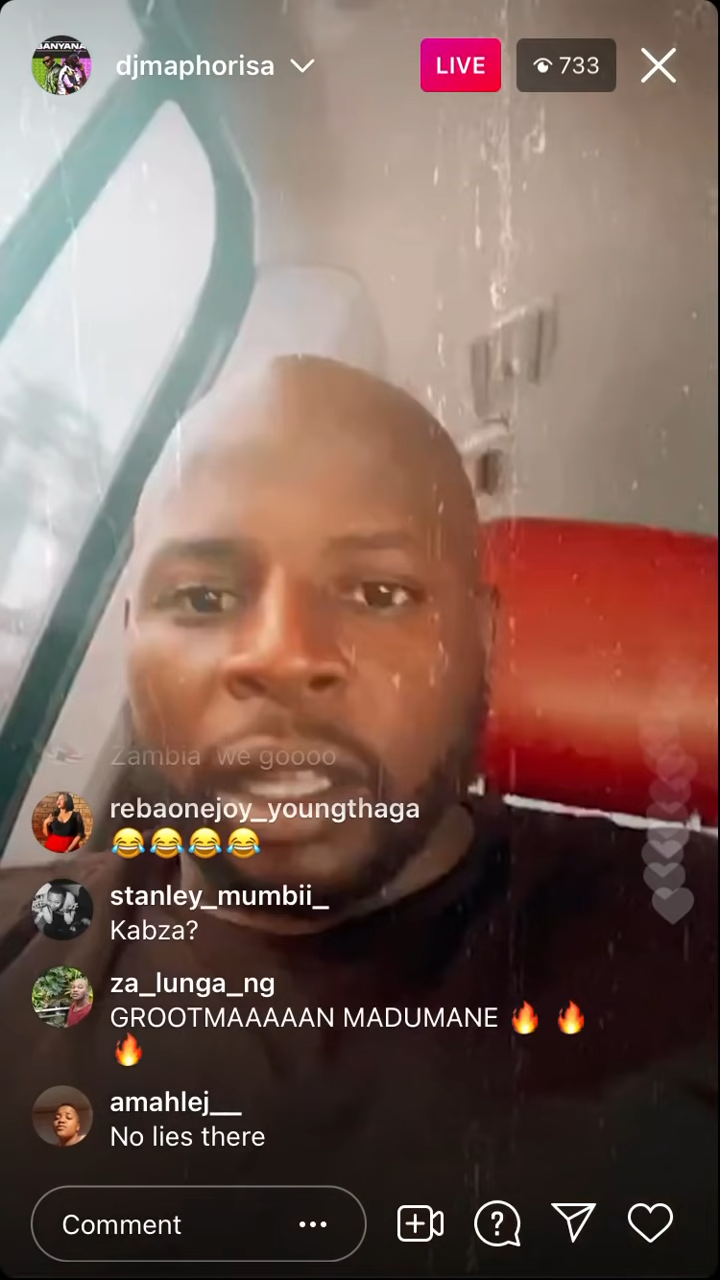 BANYANA
djmaphorisa
LIVE
733
Zambia we goooo
rebaonejoy_youngthaga
😂😂😂😂
stanley_mumbii_
Kabza?
za_lunga_ng
GROOTMAAAAAN MADUMANE 🔥 🔥
🔥
amahlej__
No lies there
Comment